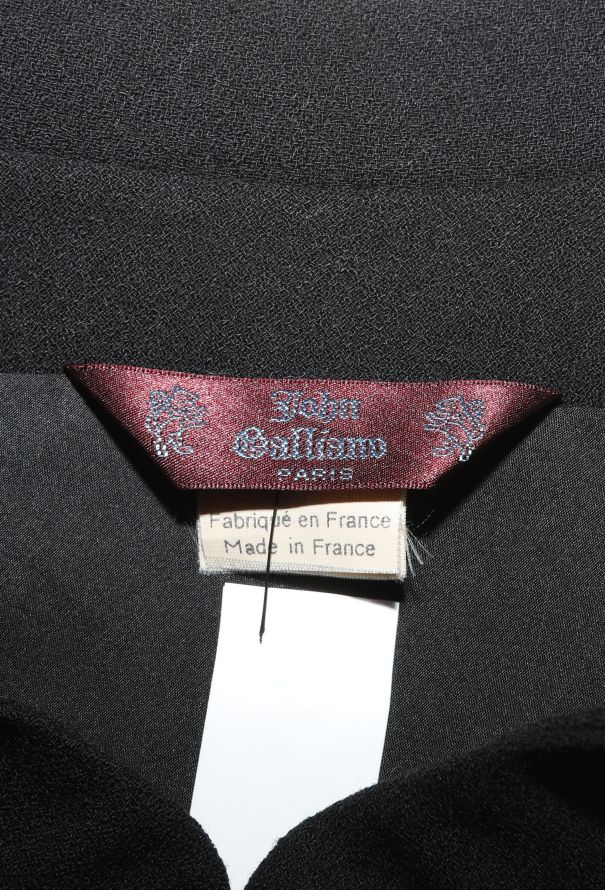 John
Galliano
PARIS
Fabriqué en France
Made in France